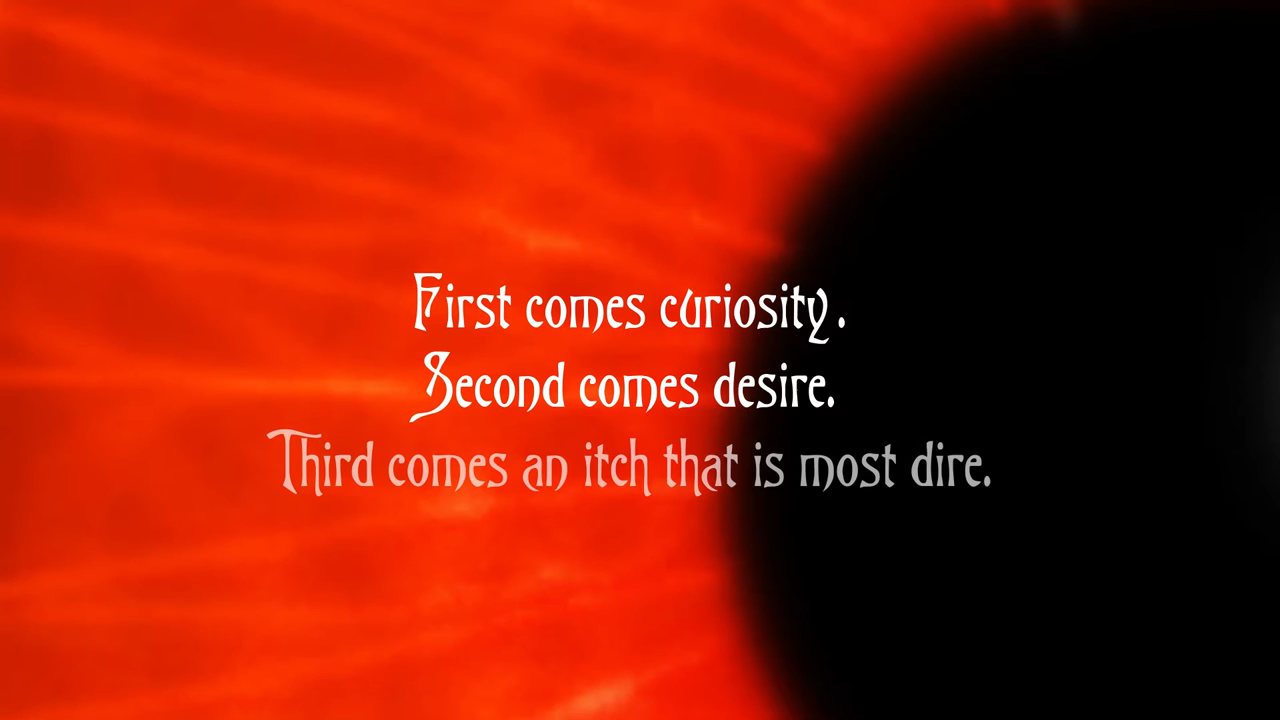 First comes curiosity.
Second comes desire.
Third comes an itch that is most dire.